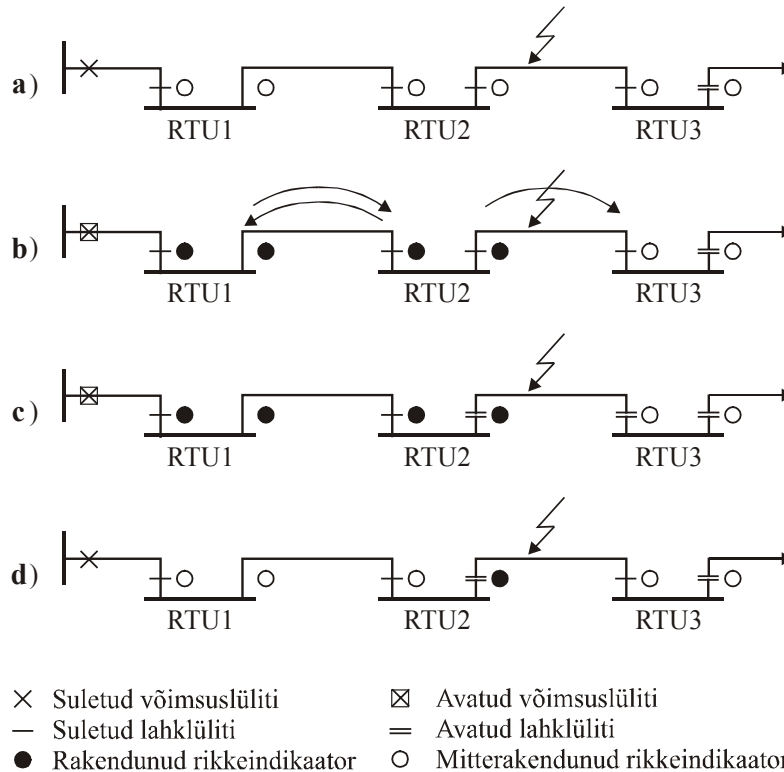 a)
RTU1 RTU2 RTU3
b)
RTU1 RTU2 RTU3
c)
RTU1 RTU2 RTU3
d)
RTU1 RTU2 RTU3
Suletud võimsuslüliti Avatud võimsuslüliti
Suletud lahklüliti Avatud lahklüliti
Rakendunud rikkeindikaator Mitterakendunud rikkeindikaator